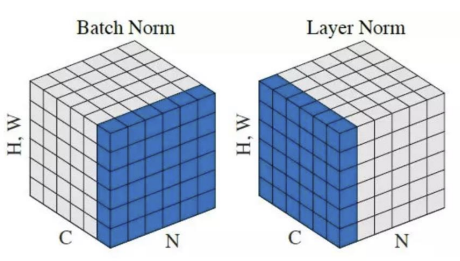 Batch Norm
Layer Norm
H, W
C
N
H, W
C
N